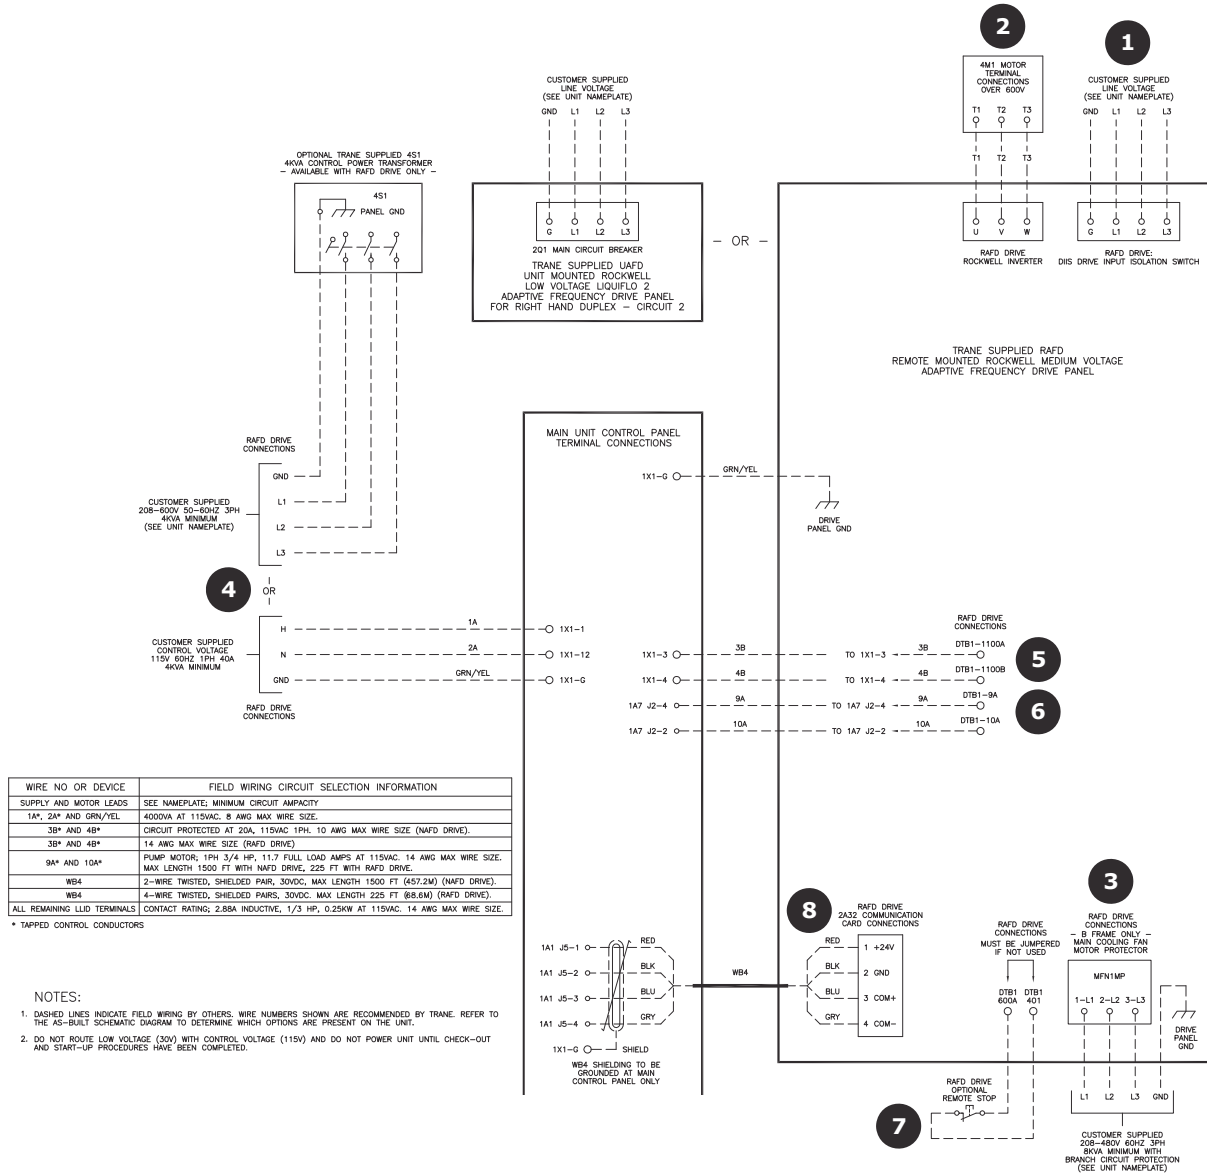 2
1
4M1 MOTOR
TERMINAL
CONNECTIONS
OVER 600V
T1 T2 T3
T1 T2 T3
U V W
RAFD DRIVE
ROCKWELL INVERTER
CUSTOMER SUPPLIED
LINE VOLTAGE
(SEE UNIT NAMEPLATE)
GND L1 L2 L3
G L1 L2 L3
RAFD DRIVE:
DIIS DRIVE INPUT ISOLATION SWITCH
CUSTOMER SUPPLIED
LINE VOLTAGE
(SEE UNIT NAMEPLATE)
GND L1 L2 L3
G L1 L2 L3
2Q1 MAIN CIRCUIT BREAKER
TRANE SUPPLIED UAFD
UNIT MOUNTED ROCKWELL
LOW VOLTAGE LIQUIFLO 2
ADAPTIVE FREQUENCY DRIVE PANEL
FOR RIGHT HAND DUPLEX – CIRCUIT 2
– OR –
OPTIONAL TRANE SUPPLIED 4S1
4KVA CONTROL POWER TRANSFORMER
– AVAILABLE WITH RAFD DRIVE ONLY –
4S1
PANEL GND
TRANE SUPPLIED RAFD
REMOTE MOUNTED ROCKWELL MEDIUM VOLTAGE
ADAPTIVE FREQUENCY DRIVE PANEL
MAIN UNIT CONTROL PANEL
TERMINAL CONNECTIONS
1X1–G GRN/YEL
DRIVE
PANEL GND
RAFD DRIVE
CONNECTIONS
GND
L1
L2
L3
CUSTOMER SUPPLIED
208–600V 50–60HZ 3PH
4KVA MINIMUM
(SEE UNIT NAMEPLATE)
4
OR
CUSTOMER SUPPLIED
CONTROL VOLTAGE
115V 60HZ 1PH 40A
4KVA MINIMUM
H 1A 1X1–1
N 2A 1X1–12
GND GRN/YEL 1X1–G
RAFD DRIVE
CONNECTIONS
RAFD DRIVE
CONNECTIONS
1X1–3 3B TO 1X1–3 3B DTB1–1100A
1X1–4 4B TO 1X1–4 4B DTB1–1100B
5
1A7 J2–4 9A TO 1A7 J2–4 9A DTB1–9A
1A7 J2–2 10A TO 1A7 J2–2 10A DTB1–10A
6
WIRE NO OR DEVICE FIELD WIRING CIRCUIT SELECTION INFORMATION
SUPPLY AND MOTOR LEADS SEE NAMEPLATE; MINIMUM CIRCUIT AMPACITY
1A*, 2A* AND GRN/YEL 4000VA AT 115VAC. 8 AWG MAX WIRE SIZE.
3B* AND 4B* CIRCUIT PROTECTED AT 20A, 115VAC 1PH. 10 AWG MAX WIRE SIZE (NAFD DRIVE).
3B* AND 4B* 14 AWG MAX WIRE SIZE (RAFD DRIVE)
9A* AND 10A* PUMP MOTOR; 1PH 3/4 HP, 11.7 FULL LOAD AMPS AT 115VAC. 14 AWG MAX WIRE SIZE.
MAX LENGTH 1500 FT WITH NAFD DRIVE, 225 FT WITH RAFD DRIVE.
WB4 2–WIRE TWISTED, SHIELDED PAIR, 30VDC, MAX LENGTH 1500 FT (457.2M) (NAFD DRIVE).
WB4 4–WIRE TWISTED, SHIELDED PAIRS, 30VDC. MAX LENGTH 225 FT (68.6M) (RAFD DRIVE).
ALL REMAINING LLID TERMINALS CONTACT RATING; 2.88A INDUCTIVE, 1/3 HP, 0.25KW AT 115VAC. 14 AWG MAX WIRE SIZE.
* TAPPED CONTROL CONDUCTORS
NOTES:
1. DASHED LINES INDICATE FIELD WIRING BY OTHERS. WIRE NUMBERS SHOWN ARE RECOMMENDED BY TRANE. REFER TO
THE AS–BUILT SCHEMATIC DIAGRAM TO DETERMINE WHICH OPTIONS ARE PRESENT ON THE UNIT.
2. DO NOT ROUTE LOW VOLTAGE (30V) WITH CONTROL VOLTAGE (115V) AND DO NOT POWER UNIT UNTIL CHECK–OUT
AND START–UP PROCEDURES HAVE BEEN COMPLETED.
1A1 J5–1 RED
1A1 J5–2 BLK
1A1 J5–3 BLU
1A1 J5–4 GRY
1X1–G SHIELD
WB4 SHIELDING TO BE
GROUNDED AT MAIN
CONTROL PANEL ONLY
WB4
8
RAFD DRIVE
2A32 COMMUNICATION
CARD CONNECTIONS
RED 1 +24V
BLK 2 GND
BLU 3 COM+
GRY 4 COM–
RAFD DRIVE
CONNECTIONS
MUST BE JUMPERED
IF NOT USED
DTB1 DTB1
600A 401
3
RAFD DRIVE
CONNECTIONS
– B FRAME ONLY –
MAIN COOLING FAN
MOTOR PROTECTOR
MFN1MP
1–L1 2–L2 3–L3
DRIVE
PANEL
GND
L1 L2 L3 GND
CUSTOMER SUPPLIED
208–480V 60HZ 3PH
8KVA MINIMUM WITH
BRANCH CIRCUIT PROTECTION
(SEE UNIT NAMEPLATE)
RAFD DRIVE
OPTIONAL
REMOTE STOP
7